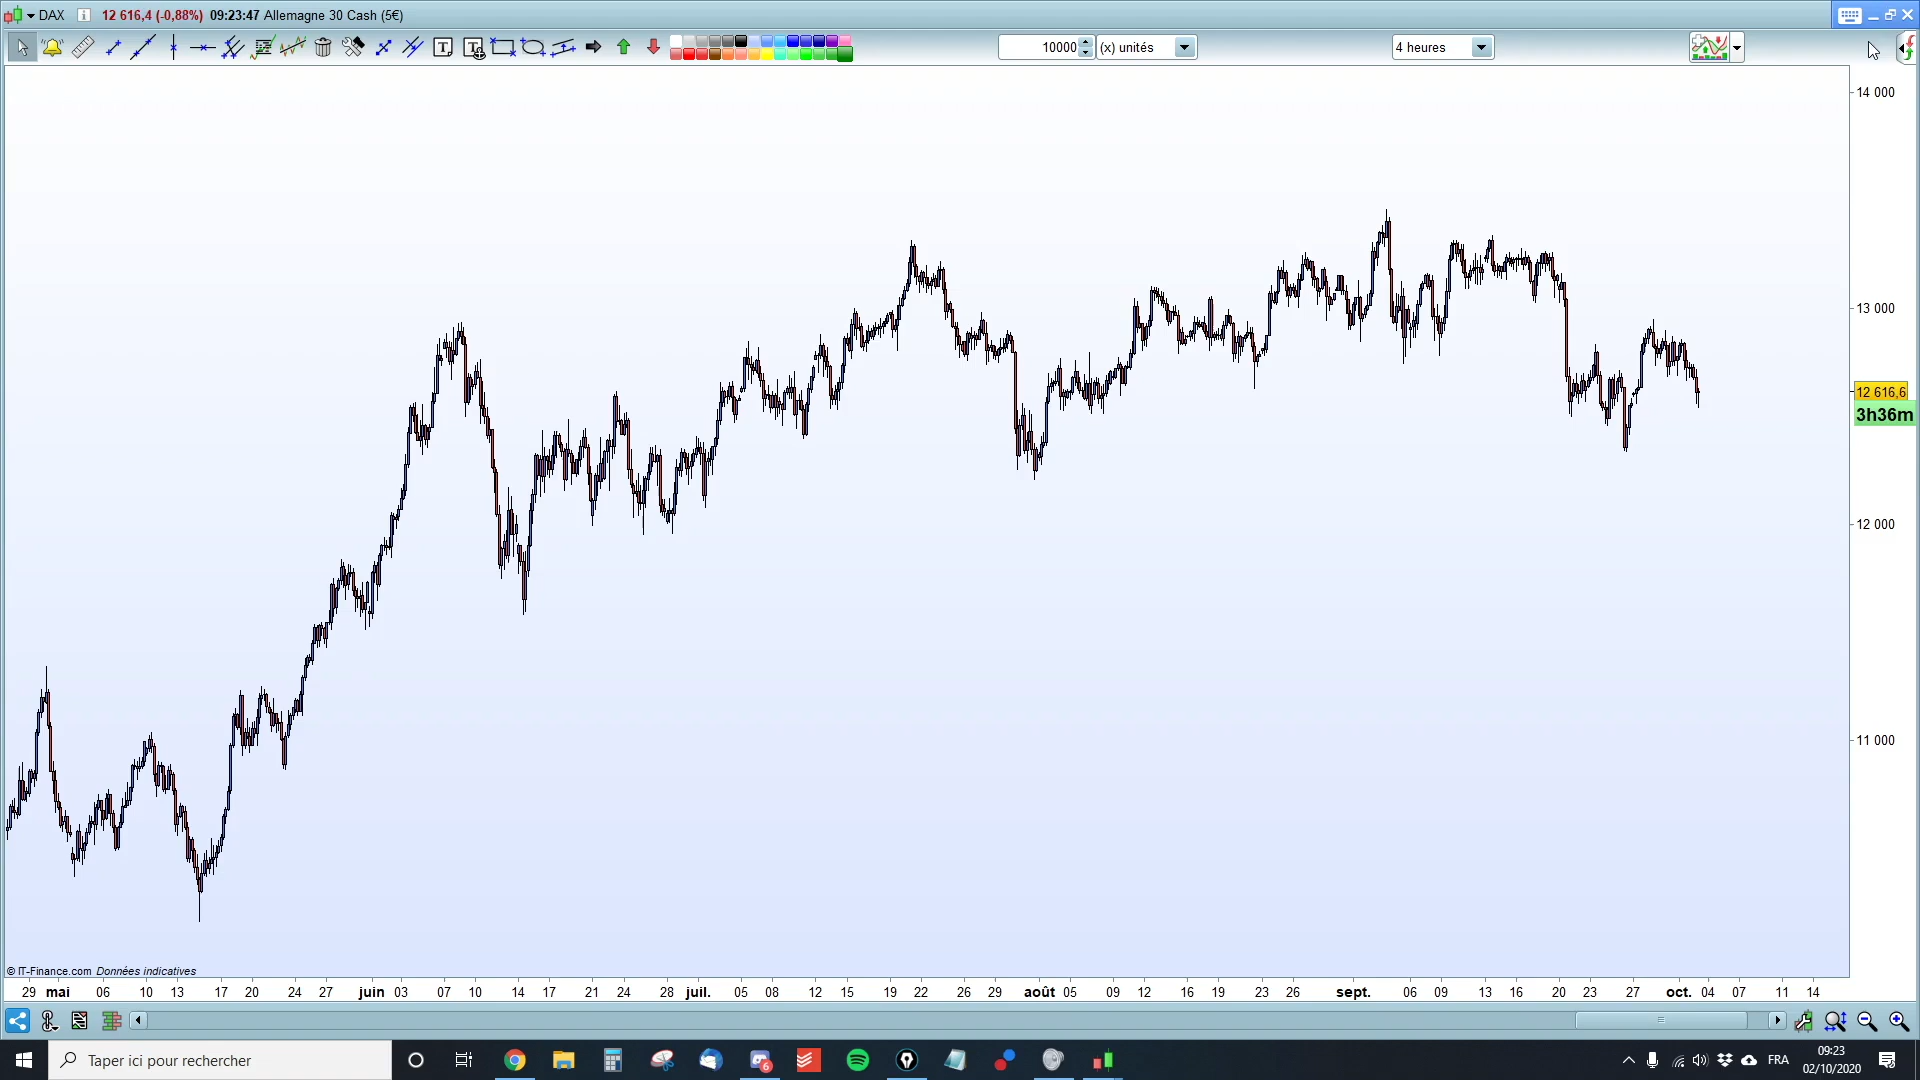 DAX 12 616,4 (-0,88%) 09:23:47 Allemagne 30 Cash (5€)
10000 (x) unités 4 heures
14 000
13 000
12 616,6
3h36m
12 000
11 000
© IT-Finance.com Données indicatives
29 mai 06 10 13 17 20 24 27 juin 03 07 10 14 17 21 24 28 juil. 05 08 12 15 19 22 26 29 août 05 09 12 16 19 23 26 sept. 06 09 13 16 20 23 27 oct. 04 07 11 14
Taper ici pour rechercher
6
FRA
09:23
02/10/2020